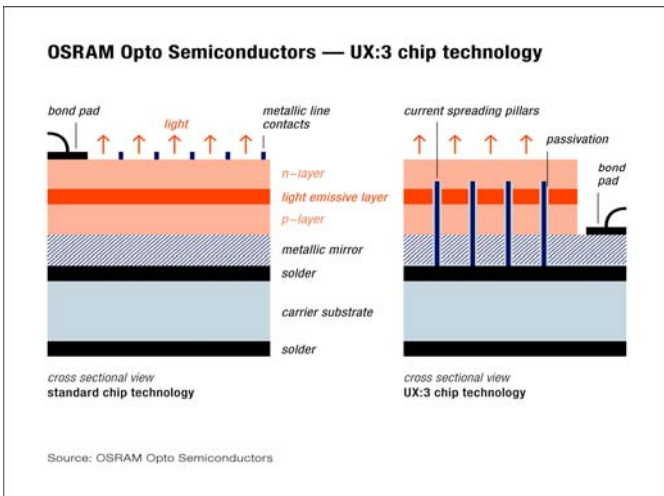 OSRAM Opto Semiconductors — UX:3 chip technology
bond pad
light
metallic line
contacts
n–layer
light emissive layer
p–layer
metallic mirror
solder
carrier substrate
solder
cross sectional view
standard chip technology
current spreading pillars
passivation
bond
pad
cross sectional view
UX:3 chip technology
Source: OSRAM Opto Semiconductors